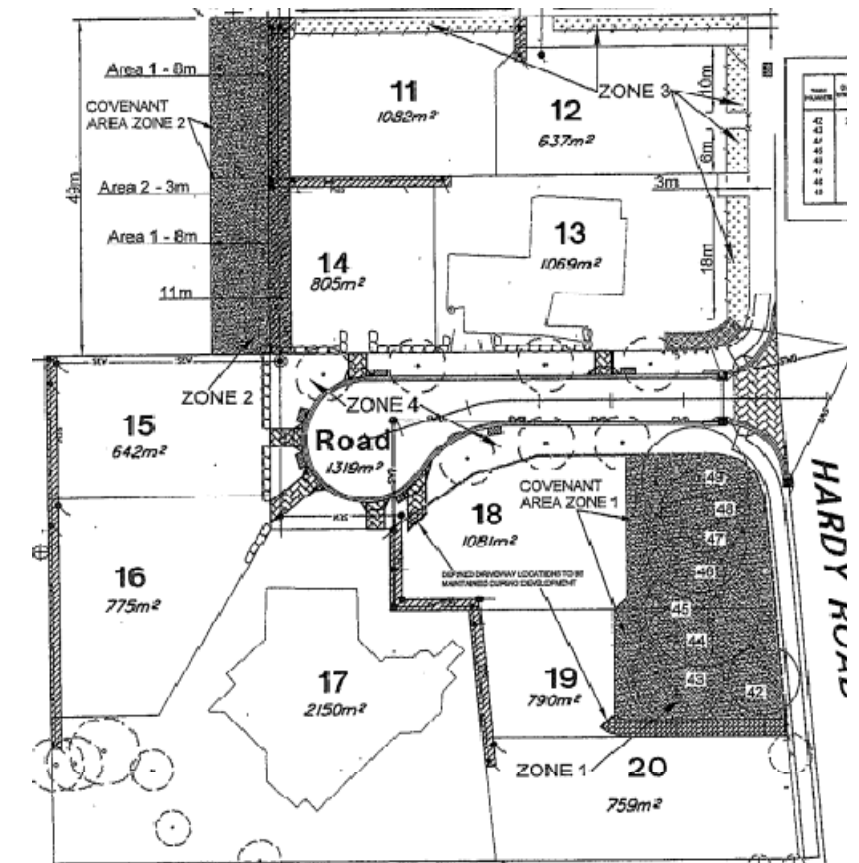 Area 1 - 8m
COVENANT
AREA ZONE 2
49m
Area 2 - 3m
Area 1 - 8m
11m
ZONE 2
11
1082m²
12
637m²
ZONE 3
10m
6m
3m
18m
13
1069m²
14
805m²
42
43
ZONE 4
15
642m²
Road
1319m²
16
775m²
17
2150m²
18
1081m²
COVENANT
AREA ZONE 1
DEFINED DRIVEWAY LOCATIONS TO BE
MAINTAINED DURING DEVELOPMENT
49
48
47
46
45
44
43
42
19
790m²
ZONE 1
20
759m²
HARDY ROAD